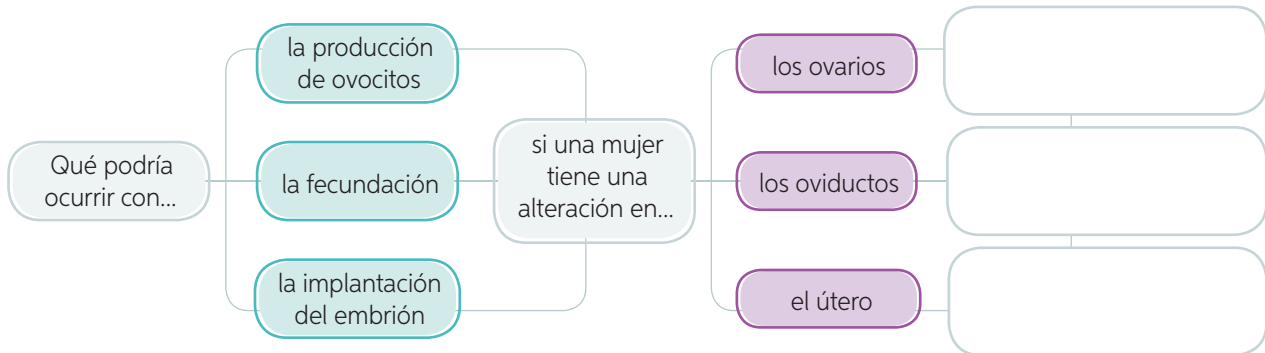 Qué podría
ocurrir con...
la producción
de ovocitos
la fecundación
la implantación
del embrión
si una mujer
tiene una
alteración en...
los ovarios
los oviductos
el útero